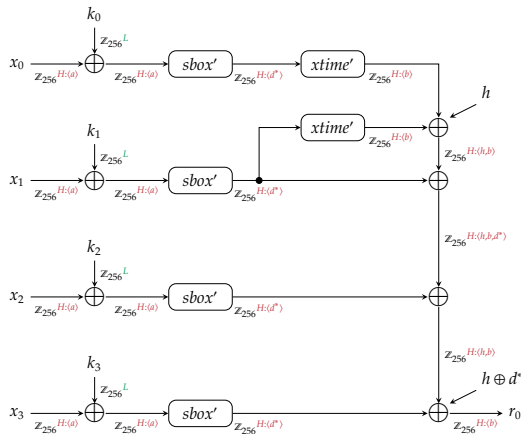 k₀
ℤ₂₅₆ᴸ
x₀
ℤ₂₅₆ᴴ:⟨ᵃ⟩
ℤ₂₅₆ᴴ:⟨ᵃ⟩
sbox′
ℤ₂₅₆ᴴ:⟨ᵈ*⟩
xtime′
ℤ₂₅₆ᴴ:⟨ᵇ⟩
h
k₁
xtime′
ℤ₂₅₆ᴴ:⟨ᵇ⟩
ℤ₂₅₆ᴸ
ℤ₂₅₆ᴴ:⟨ʰ,ᵇ⟩
x₁
ℤ₂₅₆ᴴ:⟨ᵃ⟩
ℤ₂₅₆ᴴ:⟨ᵃ⟩
sbox′
ℤ₂₅₆ᴴ:⟨ᵈ*⟩
ℤ₂₅₆ᴴ:⟨ʰ,ᵇ,ᵈ*⟩
k₂
ℤ₂₅₆ᴸ
x₂
ℤ₂₅₆ᴴ:⟨ᵃ⟩
ℤ₂₅₆ᴴ:⟨ᵃ⟩
sbox′
ℤ₂₅₆ᴴ:⟨ᵈ*⟩
ℤ₂₅₆ᴴ:⟨ʰ,ᵇ⟩
k₃
h ⊕ d*
ℤ₂₅₆ᴸ
x₃
ℤ₂₅₆ᴴ:⟨ᵃ⟩
ℤ₂₅₆ᴴ:⟨ᵃ⟩
sbox′
ℤ₂₅₆ᴴ:⟨ᵈ*⟩
ℤ₂₅₆ᴴ:⟨ᵇ⟩
r₀